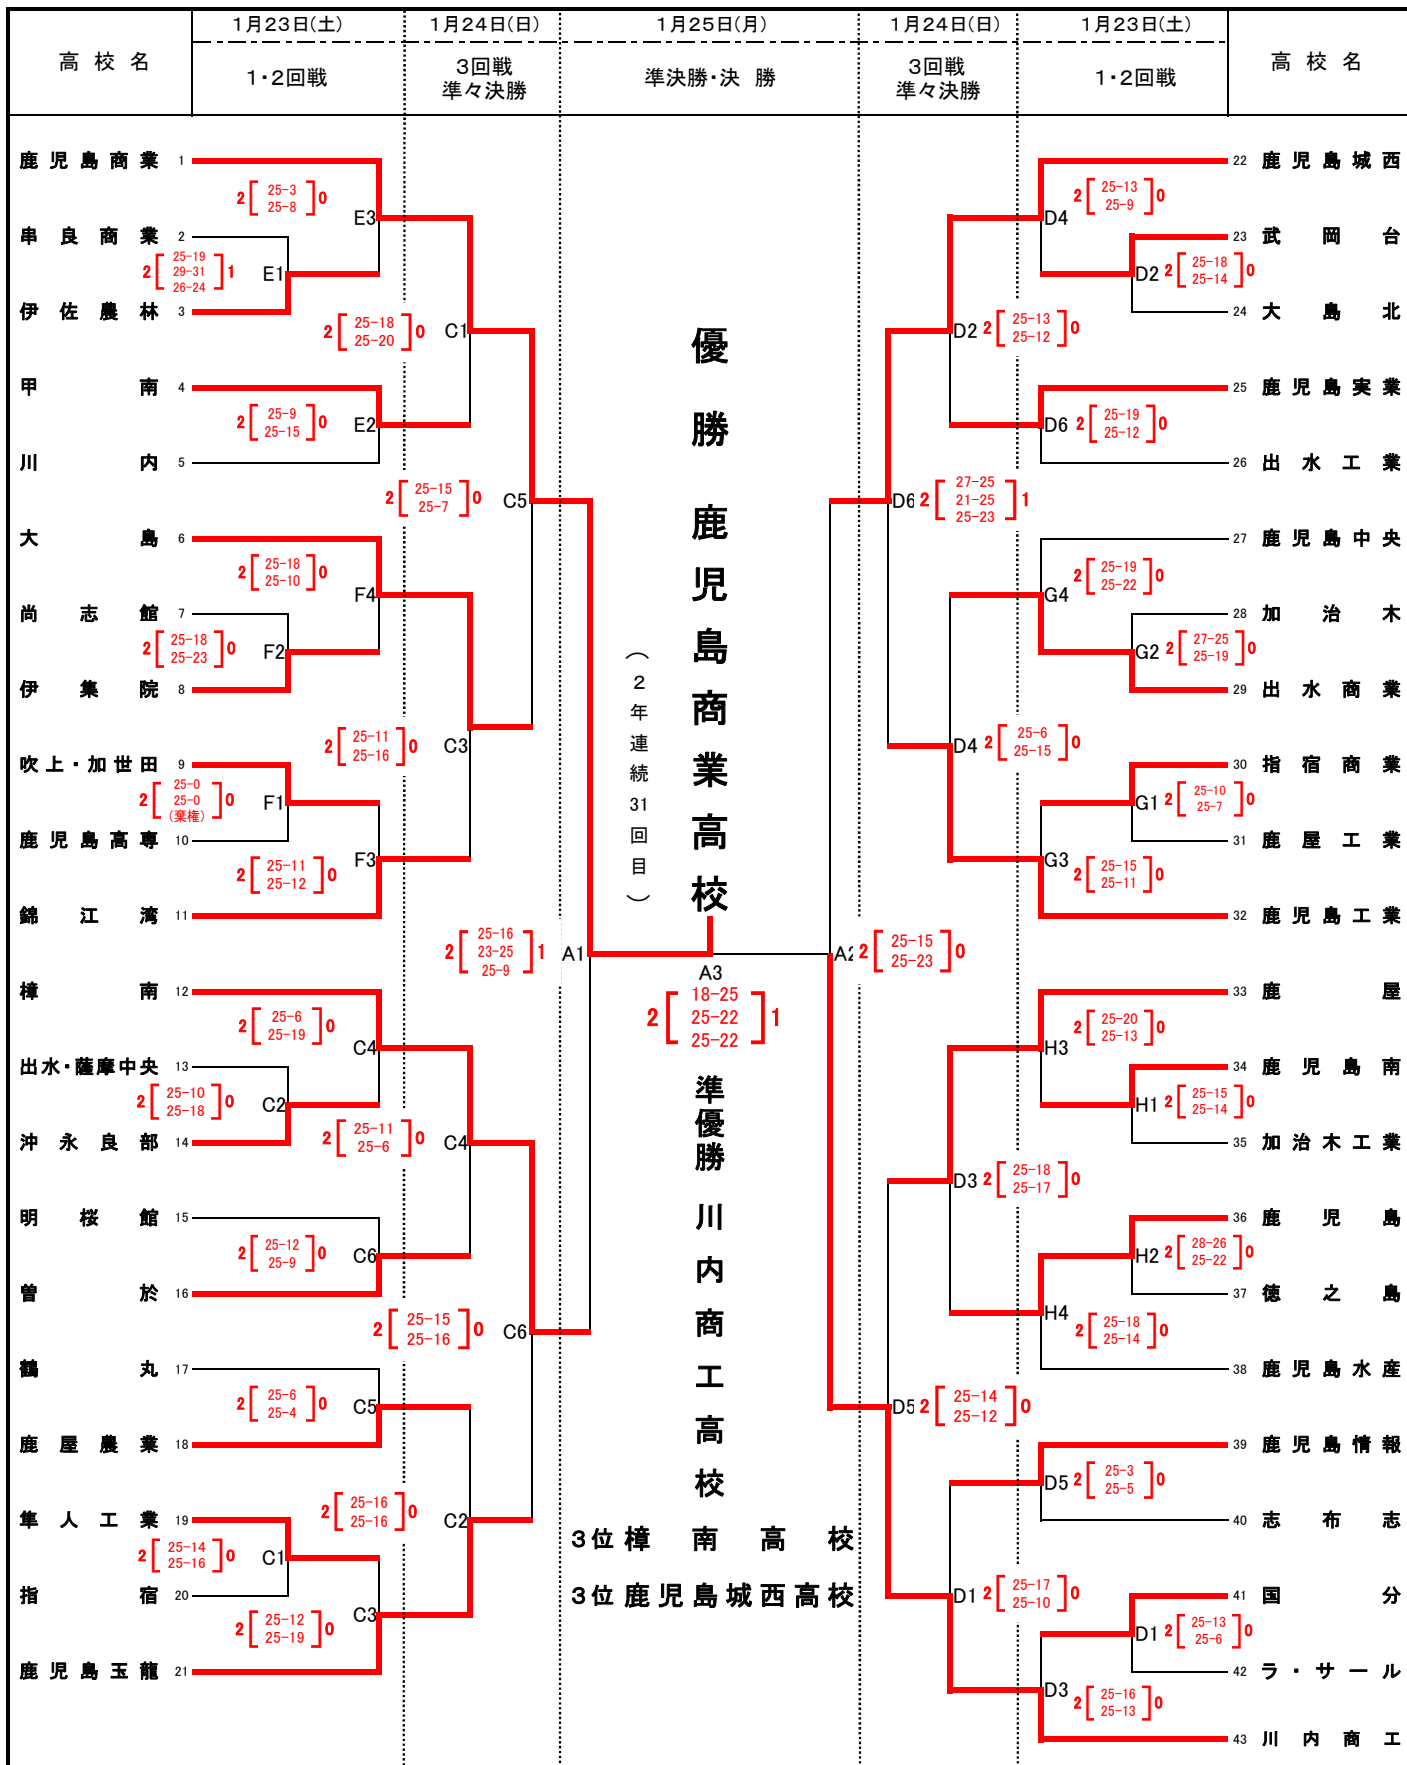 高校名
1月23日(土)
1・2回戦
1月24日(日)
3回戦
準々決勝
1月25日(月)
準決勝・決 勝
1月24日(日)
3回戦
準々決勝
1月23日(土)
1・2回戦
高校名
鹿児島商業 1
2 25-3 25-8 0
E3
串良商業 2
2 25-19 29-31 26-24 1
E1
伊佐農林 3
2 25-18 25-20 0
C1
甲南 4
2 25-9 25-15 0
E2
川内 5
2 25-15 25-7 0
C5
大島 6
2 25-18 25-10 0
F4
尚志館 7
2 25-18 25-23 0
F2
伊集院 8
2 25-11 25-16 0
C3
吹上・加世田 9
2 25-0 25-0 (棄権) 0
F1
鹿児島高専 10
2 25-11 25-12 0
F3
錦江湾 11
2 25-16 23-25 25-9 1
A1
樟南 12
2 25-6 25-19 0
C4
出水・薩摩中央 13
2 25-10 25-18 0
C2
沖永良部 14
2 25-11 25-6 0
C4
明桜館 15
2 25-12 25-9 0
C6
曽於 16
2 25-15 25-16 0
C6
鶴丸 17
2 25-6 25-4 0
C5
鹿屋農業 18
2 25-16 25-16 0
C2
隼人工業 19
2 25-14 25-16 0
C1
指宿 20
2 25-12 25-19 0
C3
鹿児島玉龍 21
優勝 鹿児島商業高校
(2年連続31回目)
A3
2 18-25 25-22 25-22 1
準優勝 川内商工高校
3位 樟南高校
3位 鹿児島城西高校
22 鹿児島城西
D4
2 25-13 25-9 0
23 武岡台
D2
2 25-18 25-14 0
24 大島北
D2
2 25-13 25-12 0
25 鹿児島実業
D6
2 25-19 25-12 0
26 出水工業
D6
2 27-25 21-25 25-23 1
27 鹿児島中央
G4
2 25-19 25-22 0
28 加治木
G2
2 27-25 25-19 0
29 出水商業
D4
2 25-6 25-15 0
30 指宿商業
G1
2 25-10 25-7 0
31 鹿屋工業
G3
2 25-15 25-11 0
32 鹿児島工業
A2
2 25-15 25-23 0
33 鹿屋
H3
2 25-20 25-13 0
34 鹿児島南
H1
2 25-15 25-14 0
35 加治木工業
D3
2 25-18 25-17 0
36 鹿児島
H2
2 28-26 25-22 0
37 徳之島
H4
2 25-18 25-14 0
38 鹿児島水産
D5
2 25-14 25-12 0
39 鹿児島情報
D5
2 25-3 25-5 0
40 志布志
D1
2 25-17 25-10 0
41 国分
D1
2 25-13 25-6 0
42 ラ・サール
D3
2 25-16 25-13 0
43 川内商工